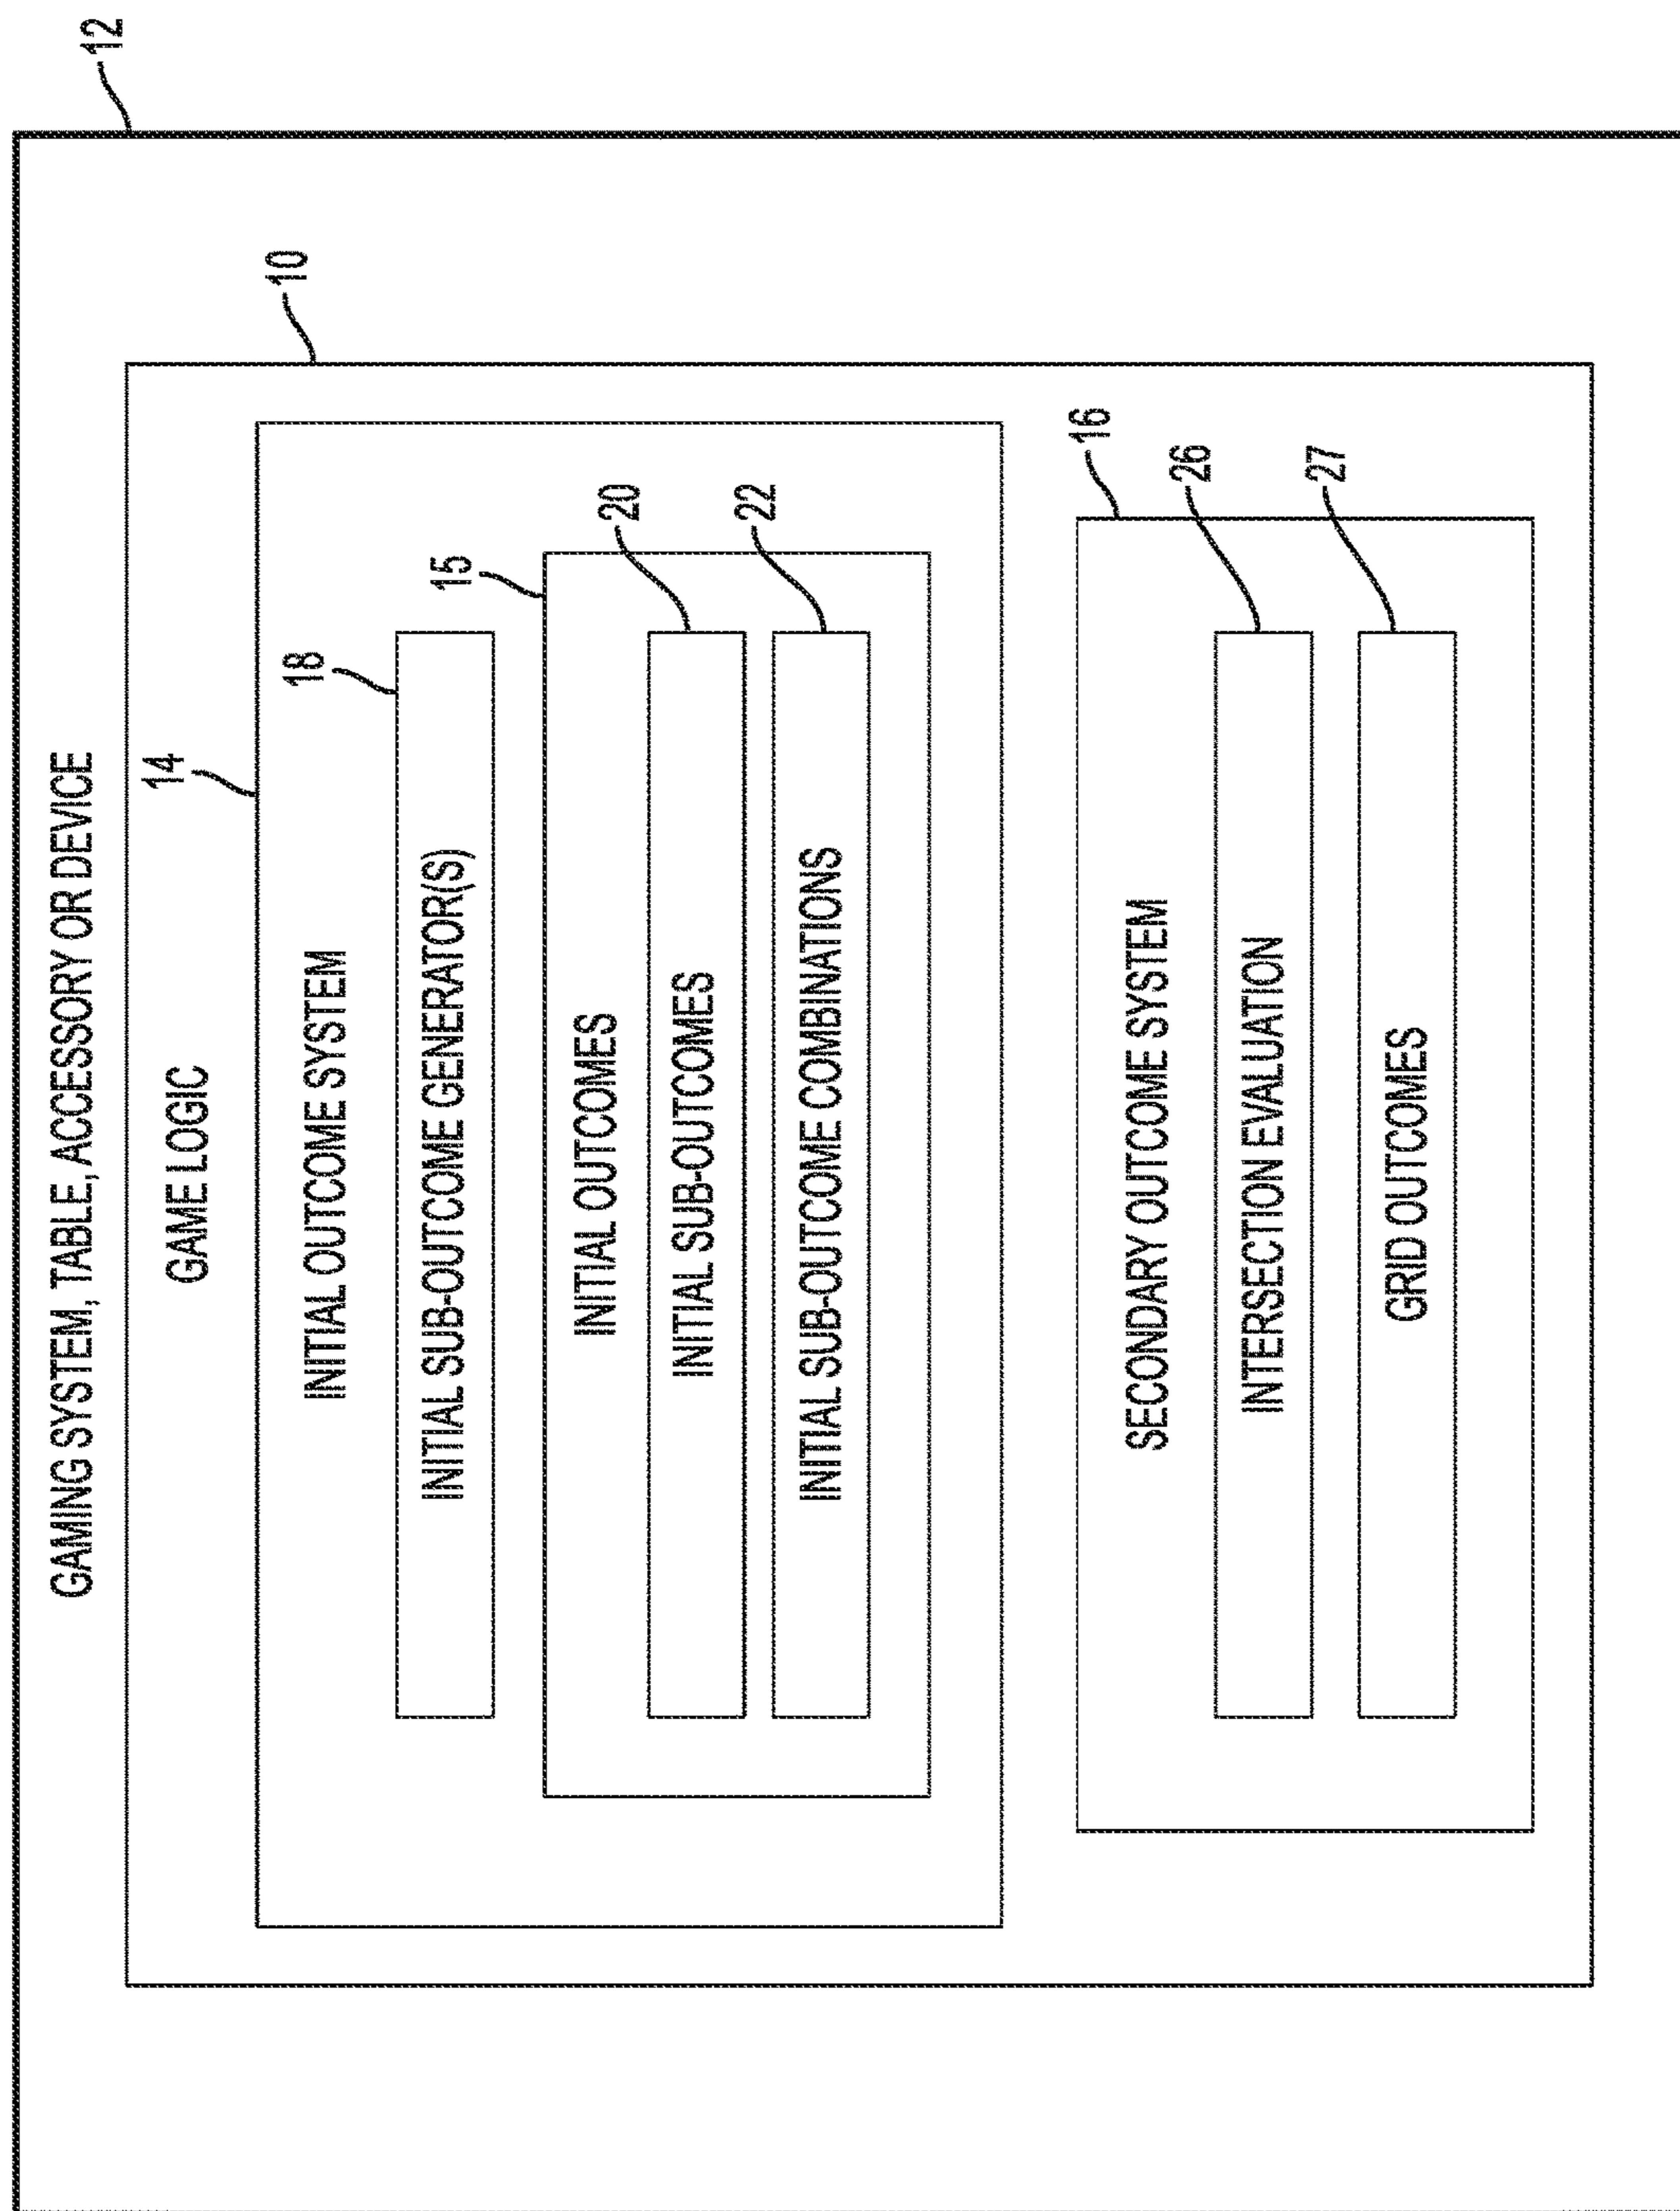 12
GAMING SYSTEM, TABLE, ACCESSORY OR DEVICE
10
GAME LOGIC
14
INITIAL OUTCOME SYSTEM
18
INITIAL SUB-OUTCOME GENERATOR(S)
15
INITIAL OUTCOMES
20
INITIAL SUB-OUTCOMES
22
INITIAL SUB-OUTCOME COMBINATIONS
16
SECONDARY OUTCOME SYSTEM
26
INTERSECTION EVALUATION
27
GRID OUTCOMES